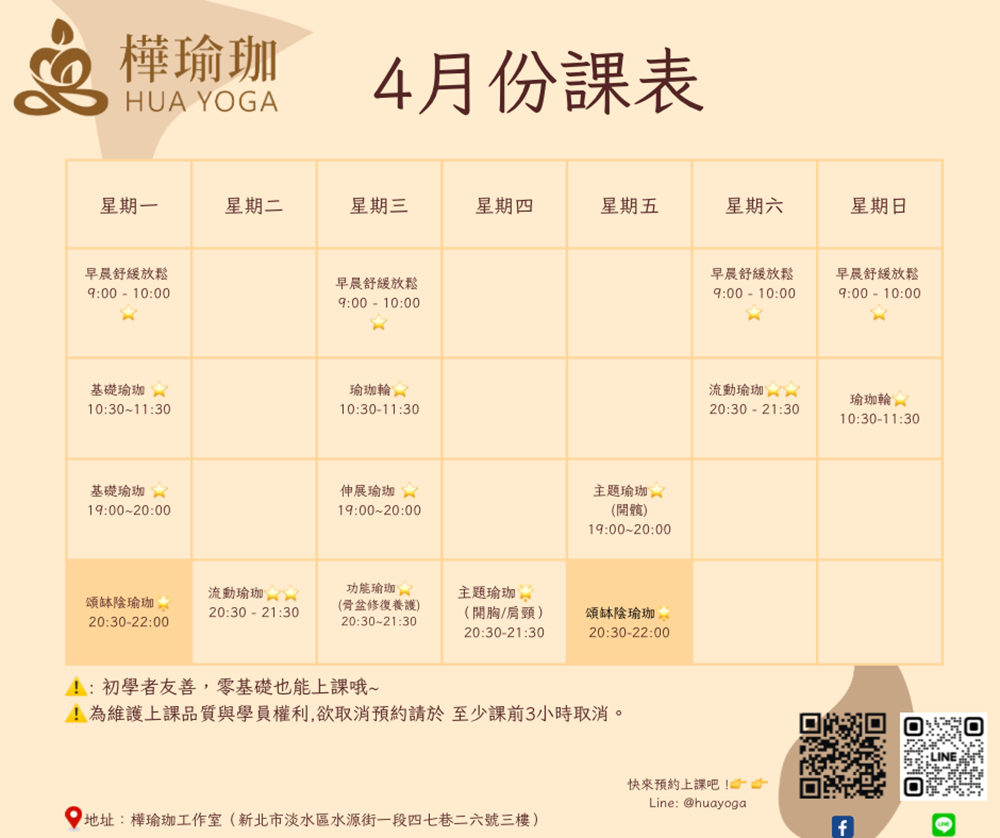 樺瑜珈
HUA YOGA
4月份課表
星期一 星期二 星期三 星期四 星期五 星期六 星期日
早晨舒緩放鬆
9:00 - 10:00
⭐
早晨舒緩放鬆
9:00 - 10:00
⭐
早晨舒緩放鬆
9:00 - 10:00
⭐
早晨舒緩放鬆
9:00 - 10:00
⭐
基礎瑜珈 ⭐
10:30~11:30
瑜珈輪⭐
10:30-11:30
流動瑜珈⭐⭐
20:30 - 21:30
瑜珈輪⭐
10:30-11:30
基礎瑜珈 ⭐
19:00~20:00
伸展瑜珈 ⭐
19:00~20:00
主題瑜珈⭐
(開髖)
19:00~20:00
頌缽陰瑜珈🌟
20:30-22:00
流動瑜珈⭐⭐
20:30 - 21:30
功能瑜珈⭐
(骨盆修復養護)
20:30~21:30
主題瑜珈🌟
（開胸/肩頸）
20:30-21:30
頌缽陰瑜珈🌟
20:30-22:00
⚠️: 初學者友善，零基礎也能上課哦~
⚠️為維護上課品質與學員權利,欲取消預約請於 至少課前3小時取消。
快來預約上課吧！👉👉
Line: @huayoga
LINE
📍地址：樺瑜珈工作室（新北市淡水區水源街一段四七巷二六號三樓）